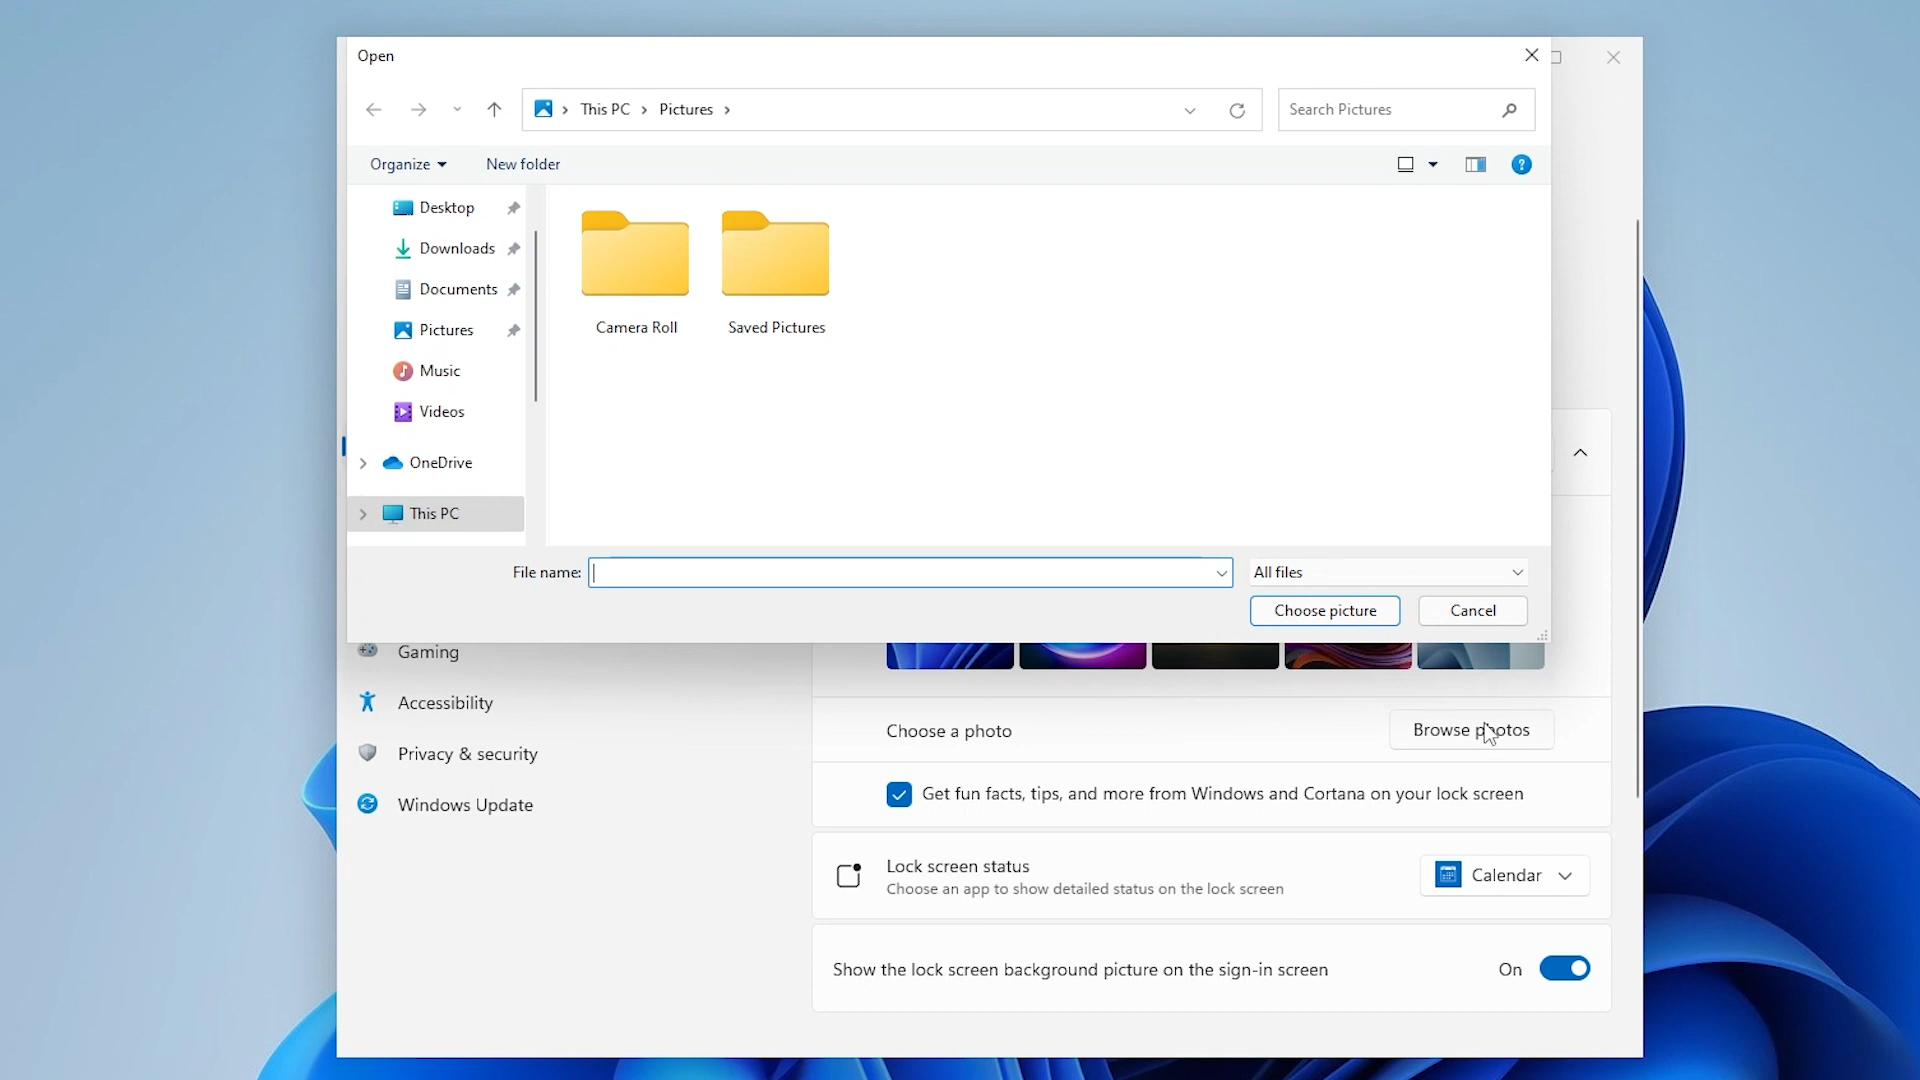 Open
This PC
Pictures
Search Pictures
Organize
New folder
Desktop
Downloads
Documents
Pictures
Music
Videos
OneDrive
This PC
Camera Roll
Saved Pictures
File name:
All files
Choose picture
Cancel
Gaming
Accessibility
Privacy & security
Windows Update
Choose a photo
Browse photos
Get fun facts, tips, and more from Windows and Cortana on your lock screen
Lock screen status
Choose an app to show detailed status on the lock screen
Calendar
Show the lock screen background picture on the sign-in screen
On